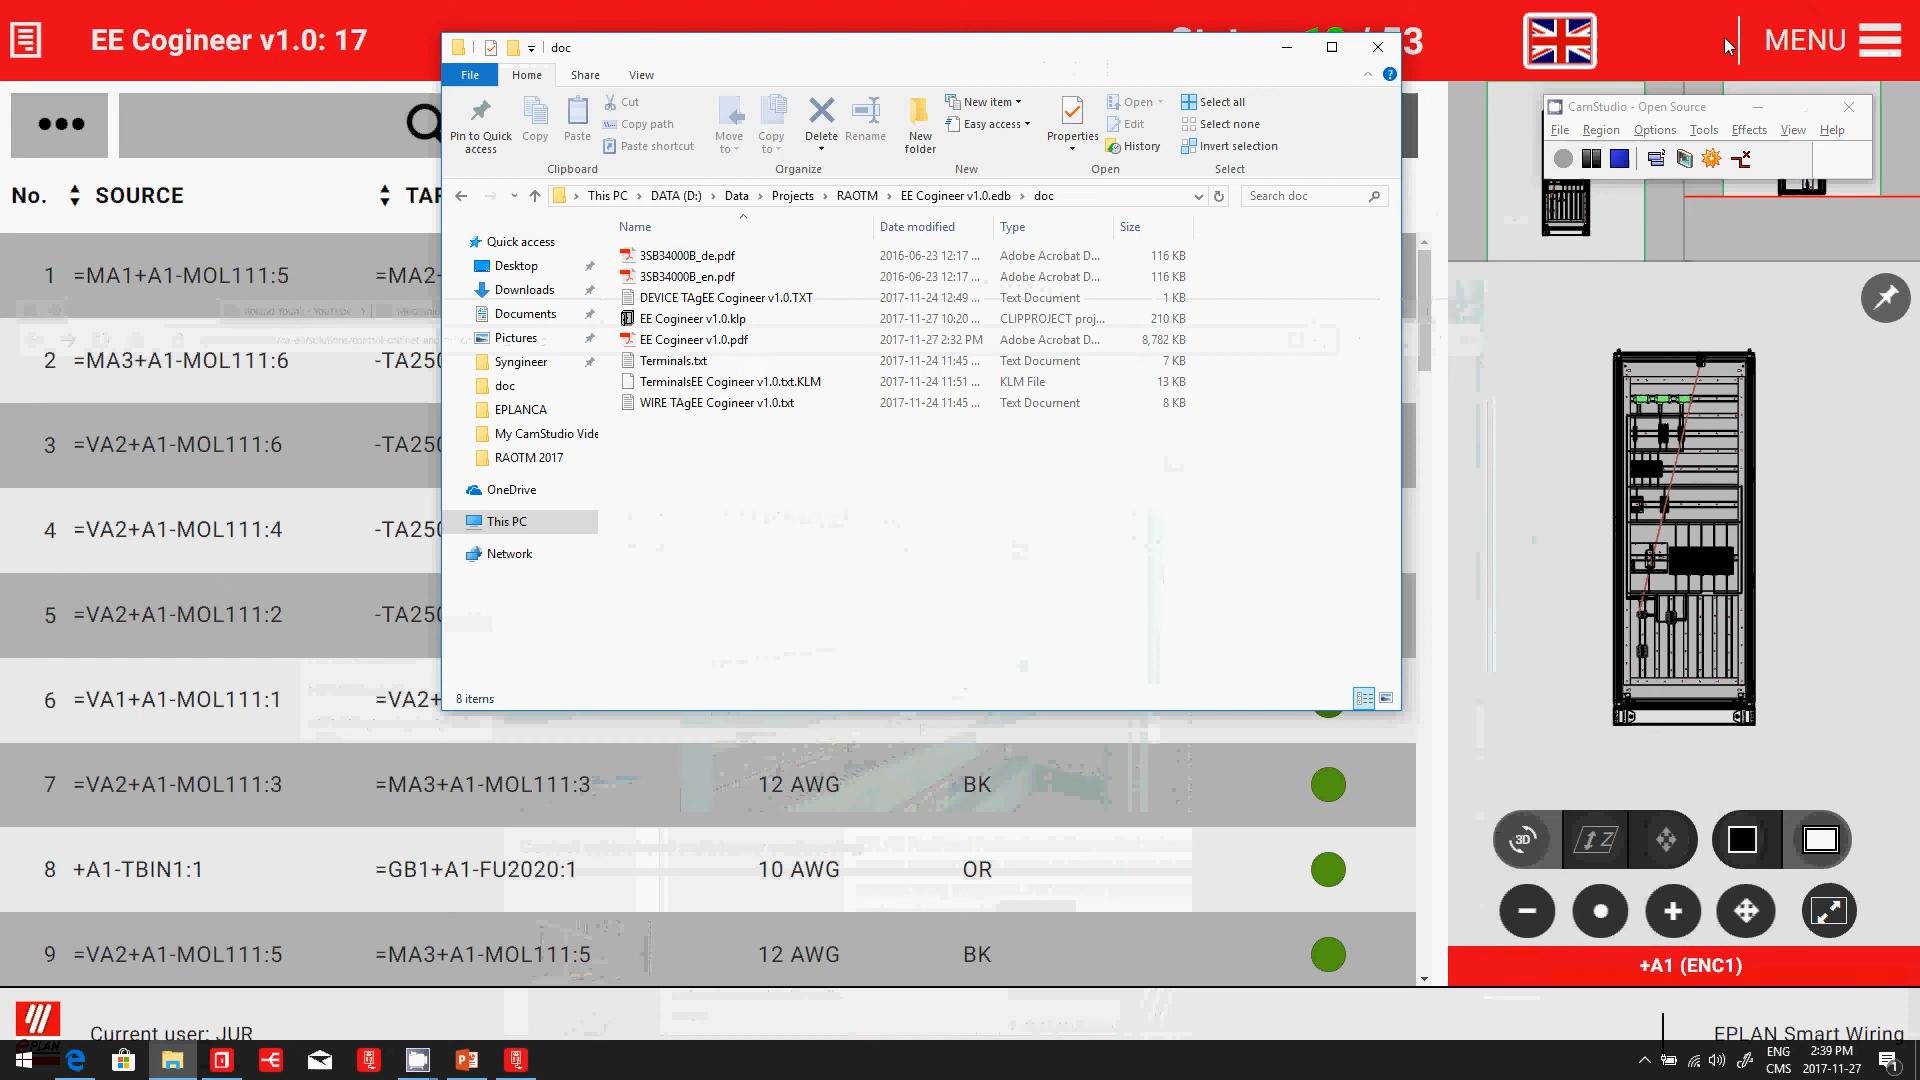 EE Cogineer v1.0: 17
MENU
doc
File Home Share View
Pin to Quick access
Copy
Paste
Cut
Copy path
Paste shortcut
Clipboard
Move to
Copy to
Delete
Rename
Organize
New folder
New item
Easy access
New
Properties
Open
Edit
History
Open
Select all
Select none
Invert selection
Select
This PC > DATA (D:) > Data > Projects > RAOTM > EE Cogineer v1.0.edb > doc
Search doc
Name Date modified Type Size
3SB34000B_de.pdf 2016-06-23 12:17 ... Adobe Acrobat D... 116 KB
3SB34000B_en.pdf 2016-06-23 12:17 ... Adobe Acrobat D... 116 KB
DEVICE TAgEE Cogineer v1.0.TXT 2017-11-24 12:49 ... Text Document 1 KB
EE Cogineer v1.0.klp 2017-11-27 10:20 ... CLIPPROJECT proj... 210 KB
EE Cogineer v1.0.pdf 2017-11-27 2:32 PM Adobe Acrobat D... 8,782 KB
Terminals.txt 2017-11-24 11:45 ... Text Document 7 KB
TerminalsEE Cogineer v1.0.txt.KLM 2017-11-24 11:51 ... KLM File 13 KB
WIRE TAgEE Cogineer v1.0.txt 2017-11-24 11:45 ... Text Document 8 KB
Quick access
Desktop
Downloads
Documents
Pictures
Syngineer
doc
EPLANCA
My CamStudio Vide
RAOTM 2017
OneDrive
This PC
Network
8 items
CamStudio - Open Source
File Region Options Tools Effects View Help
No. SOURCE TAR
1 =MA1+A1-MOL111:5 =MA2+
2 =MA3+A1-MOL111:6 -TA250
3 =VA2+A1-MOL111:6 -TA250
4 =VA2+A1-MOL111:4 -TA250
5 =VA2+A1-MOL111:2 -TA250
6 =VA1+A1-MOL111:1 =VA2+
7 =VA2+A1-MOL111:3 =MA3+A1-MOL111:3 12 AWG BK
8 +A1-TBIN1:1 =GB1+A1-FU2020:1 10 AWG OR
9 =VA2+A1-MOL111:5 =MA3+A1-MOL111:5 12 AWG BK
3D
Z
+A1 (ENC1)
Current user: JUR
EPLAN Smart Wiring
ENG
CMS
2:39 PM
2017-11-27
1